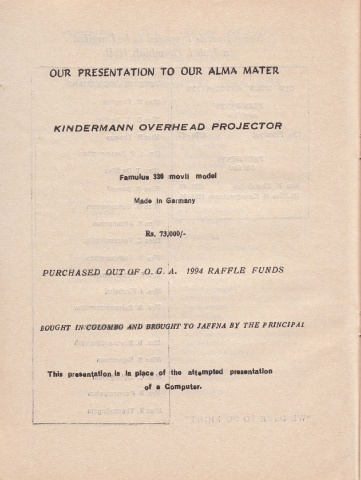 OUR PRESENTATION TO OUR ALMA MATER
KINDERMANN OVERHEAD PROJECTOR
Famulus 330 movli model
Made in Germany
Rs. 73,000/-
PURCHASED OUT OF O. G. A. 1994 RAFFLE FUNDS
BOUGHT IN COLOMBO AND BROUGHT TO JAFFNA BY THE PRINCIPAL
This presentation is in place of the attempted presentation
of a Computer.